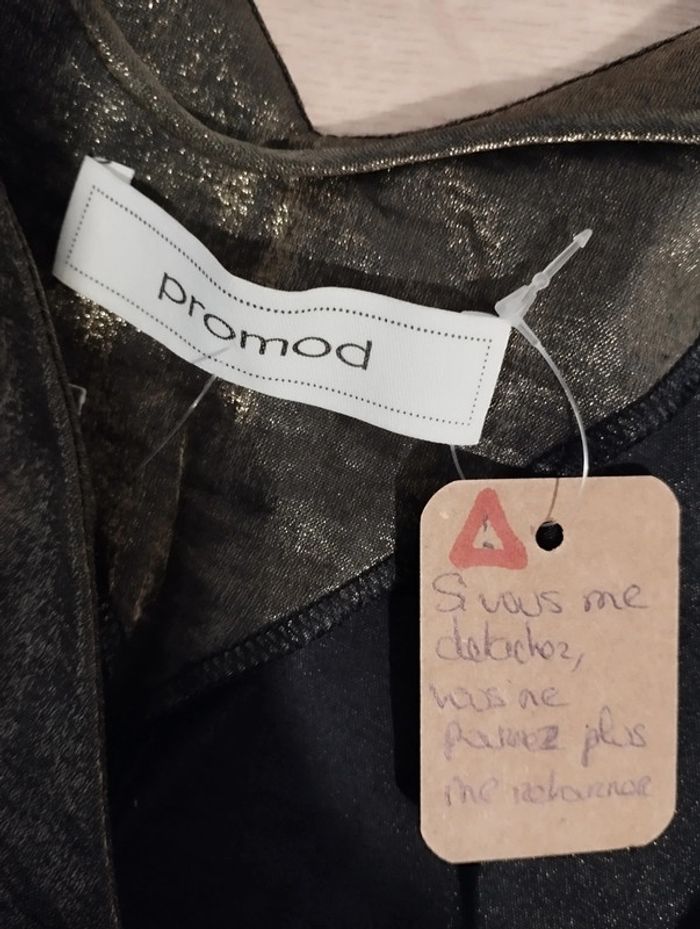 promod
Si vous me
detachez,
vous ne
pourrez plus
me retourner